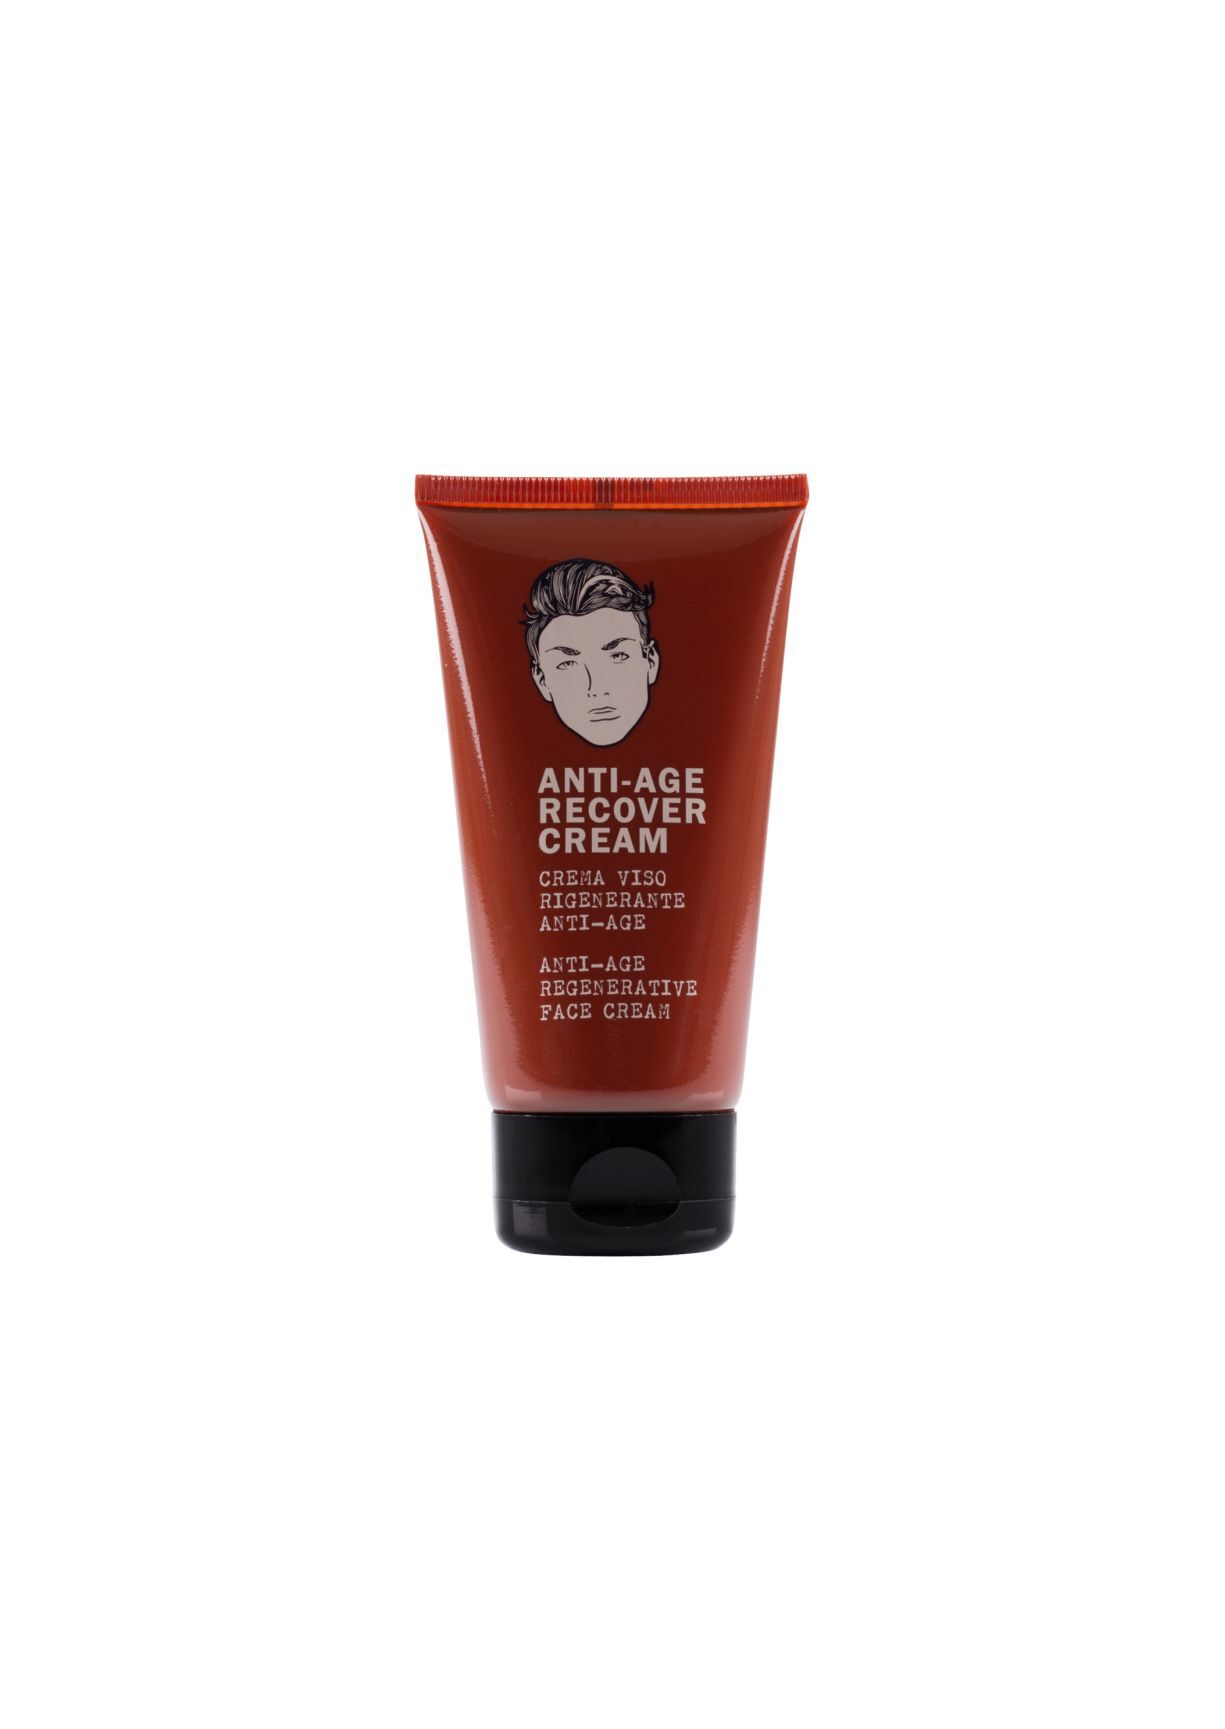 ANTI-AGE
RECOVER
CREAM
CREMA VISO
RIGENERANTE
ANTI-AGE
ANTI-AGE
REGENERATIVE
FACE CREAM